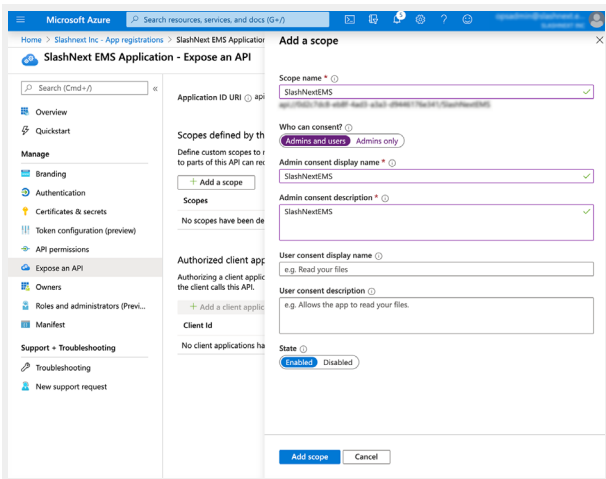 Microsoft Azure
Search resources, services, and docs (G+/)
Home > Slashnext Inc - App registrations > SlashNext EMS Application
SlashNext EMS Application - Expose an API
Search (Cmd+/)
«
Overview
Quickstart
Manage
Branding
Authentication
Certificates & secrets
Token configuration (preview)
API permissions
Expose an API
Owners
Roles and administrators (Previ...
Manifest
Support + Troubleshooting
Troubleshooting
New support request
Application ID URI
Scopes defined by th
Define custom scopes to r
to parts of this API can rec
+ Add a scope
Scopes
No scopes have been de
Authorized client app
Authorizing a client applic
the client calls this API.
+ Add a client applic
Client Id
No client applications ha
Add a scope
Scope name *
SlashNextEMS
Who can consent?
Admins and users Admins only
Admin consent display name *
SlashNextEMS
Admin consent description *
SlashNextEMS
User consent display name
e.g. Read your files
User consent description
e.g. Allows the app to read your files.
State
Enabled Disabled
Add scope Cancel